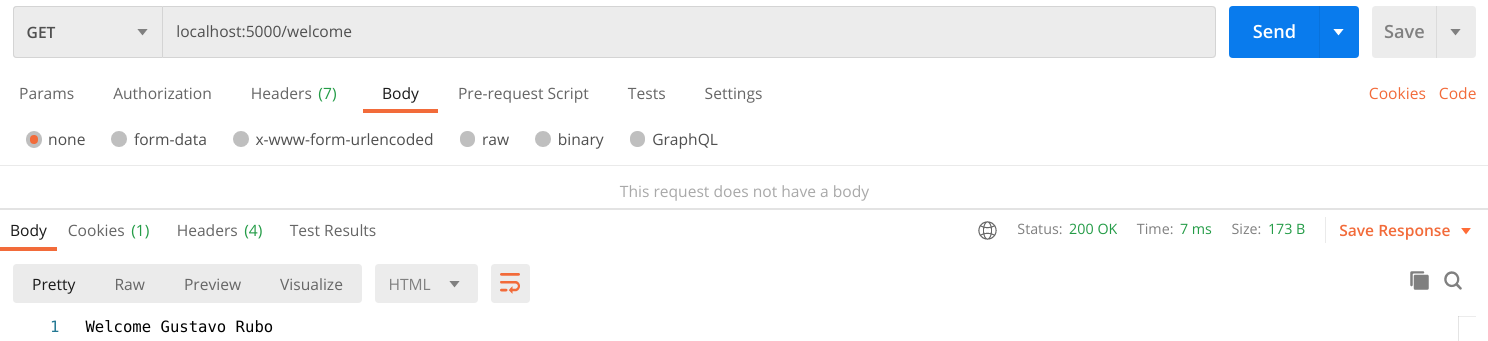 GET localhost:5000/welcome Send Save
Params Authorization Headers (7) Body Pre-request Script Tests Settings Cookies Code
none form-data x-www-form-urlencoded raw binary GraphQL
This request does not have a body
Body Cookies (1) Headers (4) Test Results Status: 200 OK Time: 7 ms Size: 173 B Save Response
Pretty Raw Preview Visualize HTML
1 Welcome Gustavo Rubo